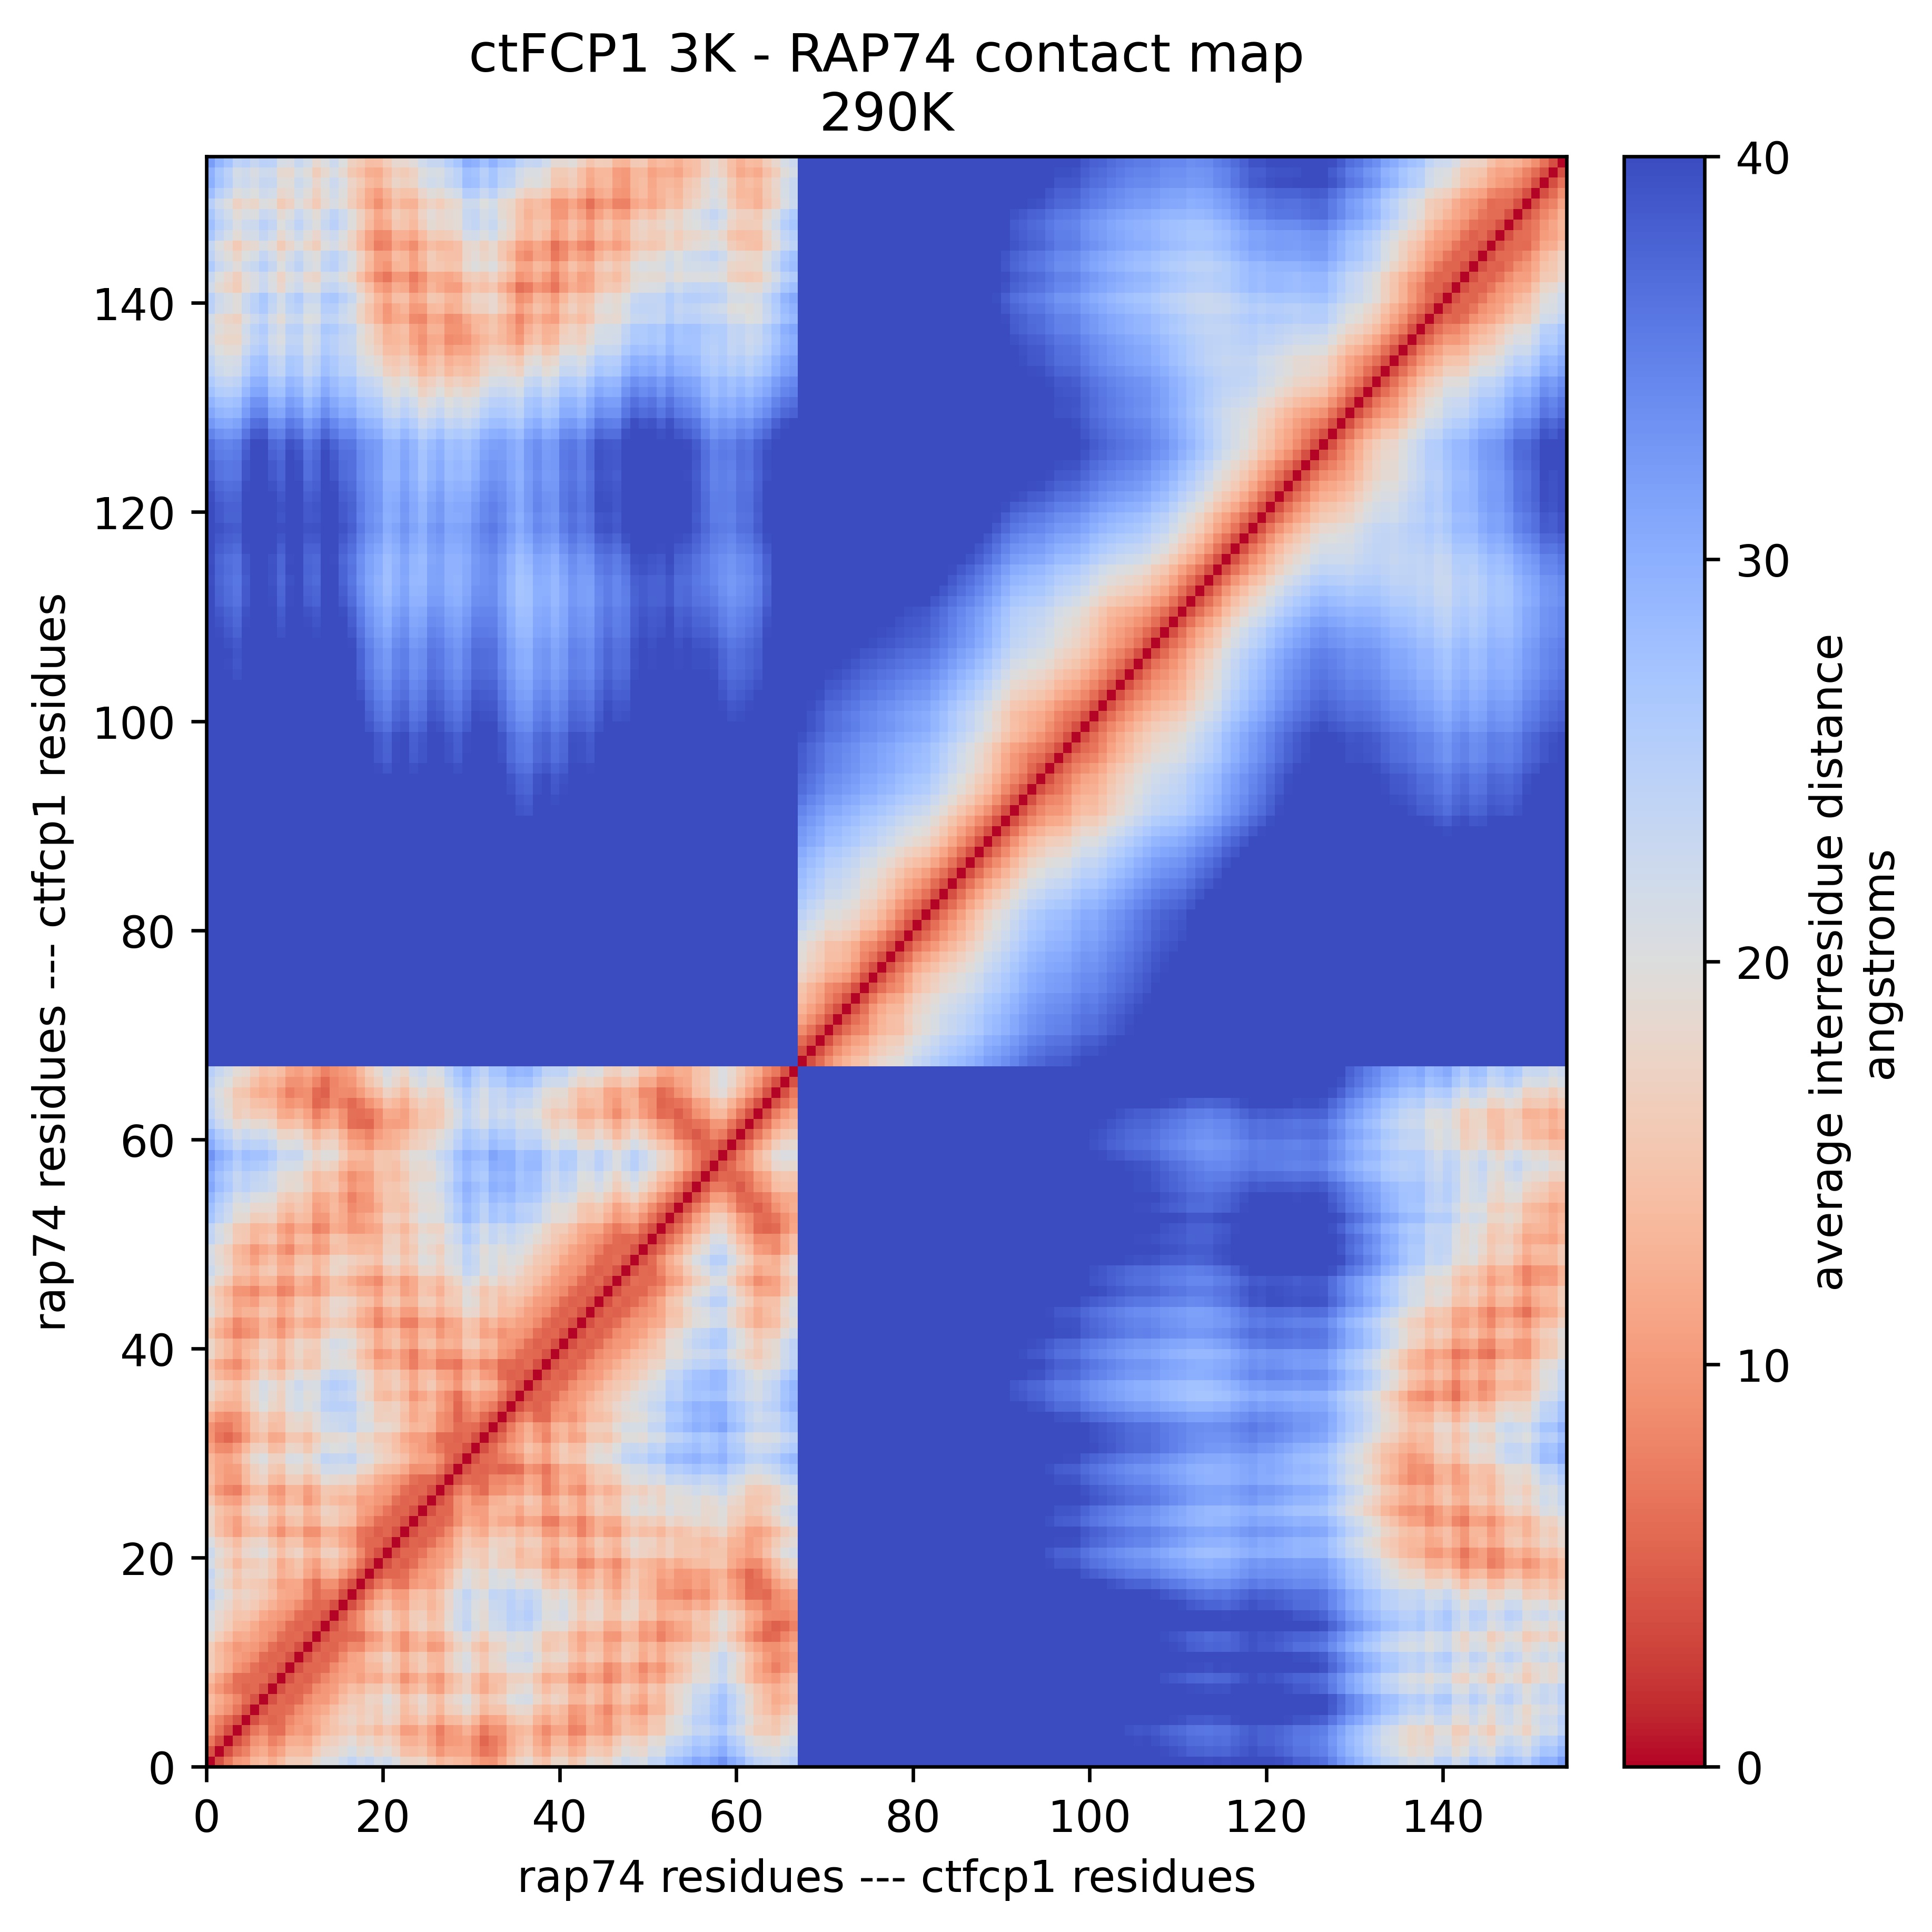 ctFCP1 3K - RAP74 contact map
290K
rap74 residues --- ctfcp1 residues
140
120
100
80
60
40
20
0
0 20 40 60 80 100 120 140
rap74 residues --- ctfcp1 residues
40
30
20
10
0
average interresidue distance
angstroms